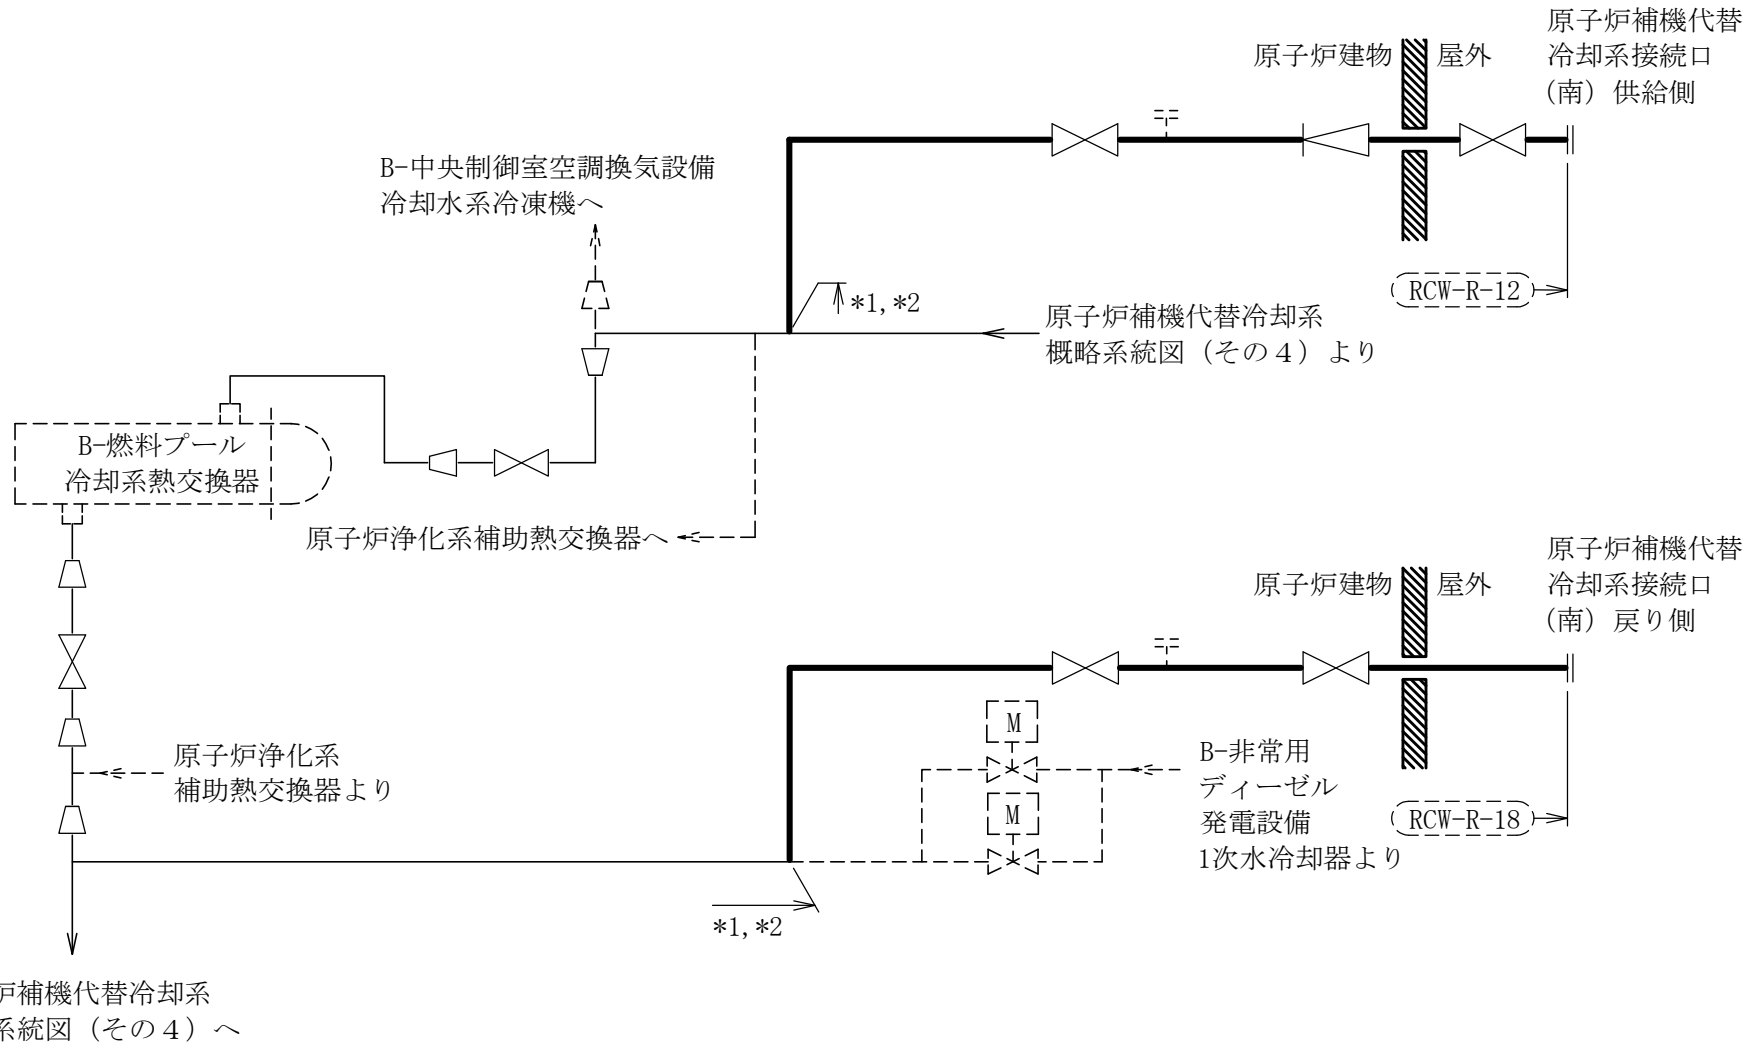 原子炉補機代替
冷却系接続口
(南) 供給側
原子炉建物
屋外
B-中央制御室空調換気設備
冷却水系冷凍機へ
RCW-R-12
*1,*2
原子炉補機代替冷却系
概略系統図（その４）より
B-燃料プール
冷却系熱交換器
原子炉浄化系補助熱交換器へ
原子炉補機代替
冷却系接続口
(南) 戻り側
原子炉建物
屋外
M
原子炉浄化系
補助熱交換器より
B-非常用
ディーゼル
発電設備
1次水冷却器より
M
RCW-R-18
*1,*2
炉補機代替冷却系
系統図（その４）へ